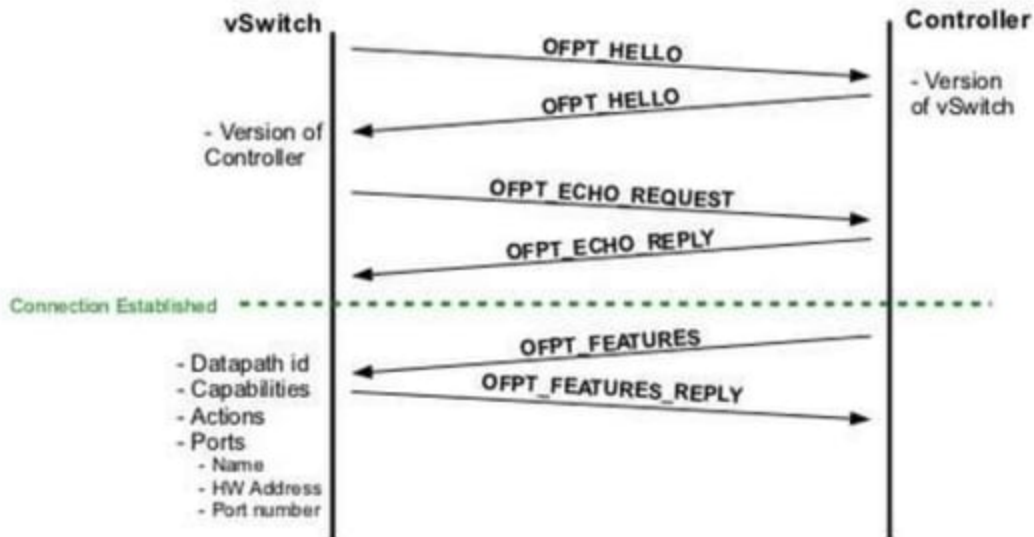 vSwitch
Controller
OFPT_HELLO
- Version
of vSwitch
OFPT_HELLO
- Version of
Controller
OFPT_ECHO_REQUEST
OFPT_ECHO_REPLY
Connection Established
OFPT_FEATURES
- Datapath id
- Capabilities
- Actions
- Ports
- Name
- HW Address
- Port number
OFPT_FEATURES_REPLY